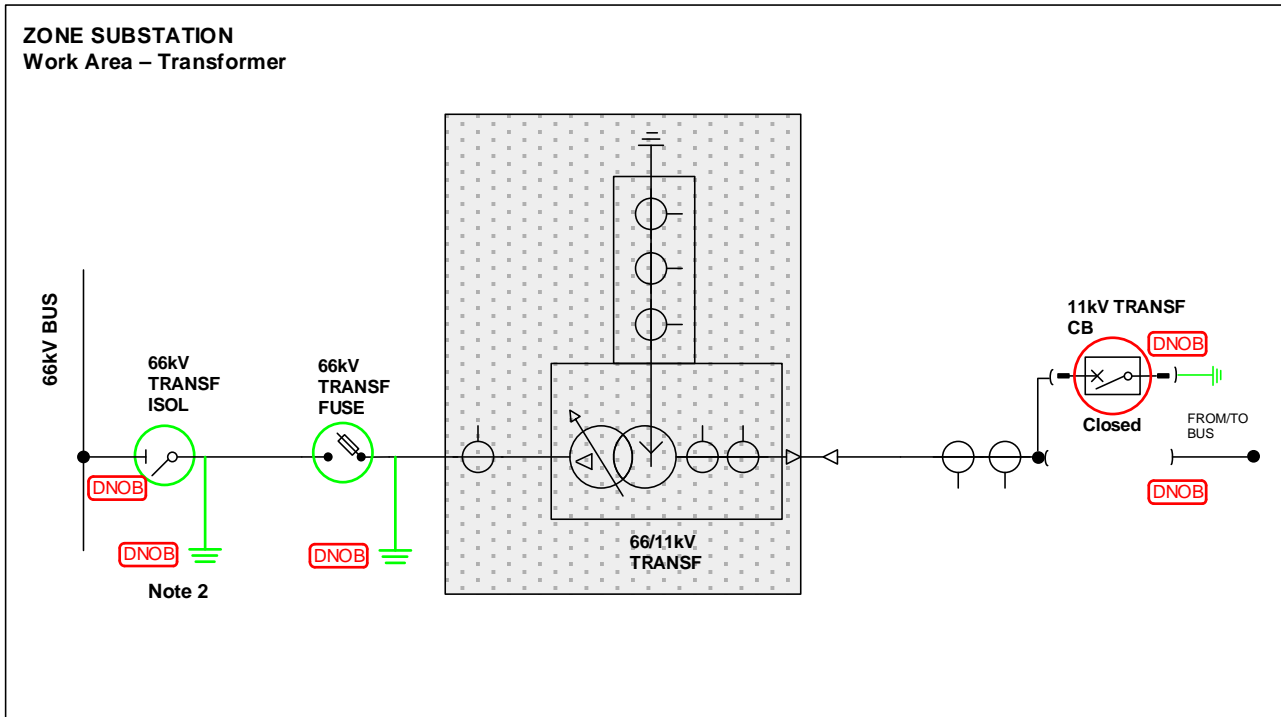 ZONE SUBSTATION
Work Area – Transformer
66kV BUS
66kV
TRANSF
ISOL
DNOB
DNOB
Note 2
66kV
TRANSF
FUSE
DNOB
66/11kV
TRANSF
11kV TRANSF
CB
DNOB
Closed
FROM/TO
BUS
DNOB